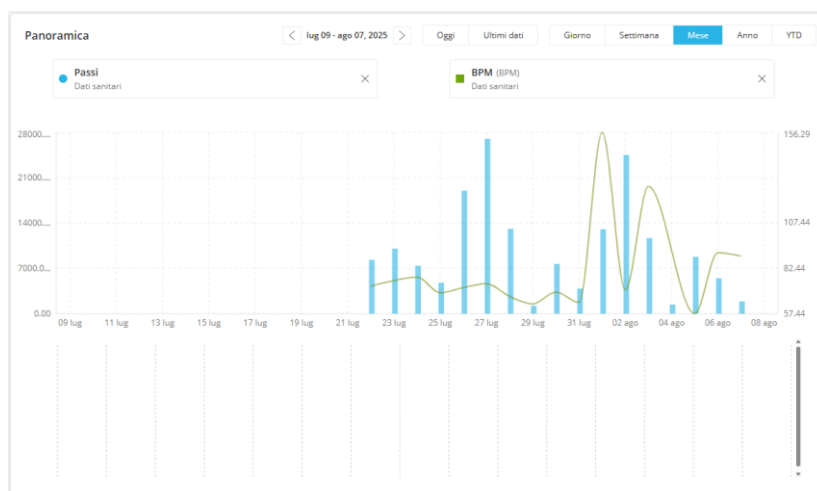 Panoramica
lug 09 - ago 07, 2025
Oggi
Ultimi dati
Giorno
Settimana
Mese
Anno
YTD
Passi
Dati sanitari
BPM (BPM)
Dati sanitari
28000....
21000....
14000....
7000.0...
0.00
156.29
107.44
82.44
57.44
09 lug
11 lug
13 lug
15 lug
17 lug
19 lug
21 lug
23 lug
25 lug
27 lug
29 lug
31 lug
02 ago
04 ago
06 ago
08 ago